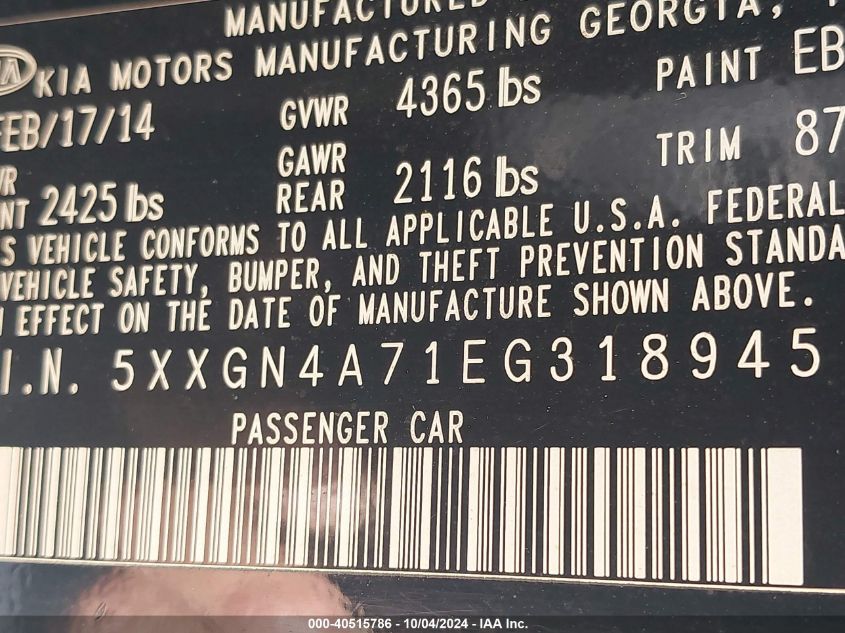 MANUFACTURED
KIA KIA MOTORS MANUFACTURING GEORGIA,
FEB/17/14 GVWR 4365 lbs PAINT EB
GAWR
REAR 2116 lbs TRIM 87
2425 lbs
VEHICLE CONFORMS TO ALL APPLICABLE U.S.A. FEDERAL
VEHICLE SAFETY, BUMPER, AND THEFT PREVENTION STANDA
EFFECT ON THE DATE OF MANUFACTURE SHOWN ABOVE.
I.N. 5XXGN4A71EG318945
PASSENGER CAR
000-40515786 - 10/04/2024 - IAA Inc.